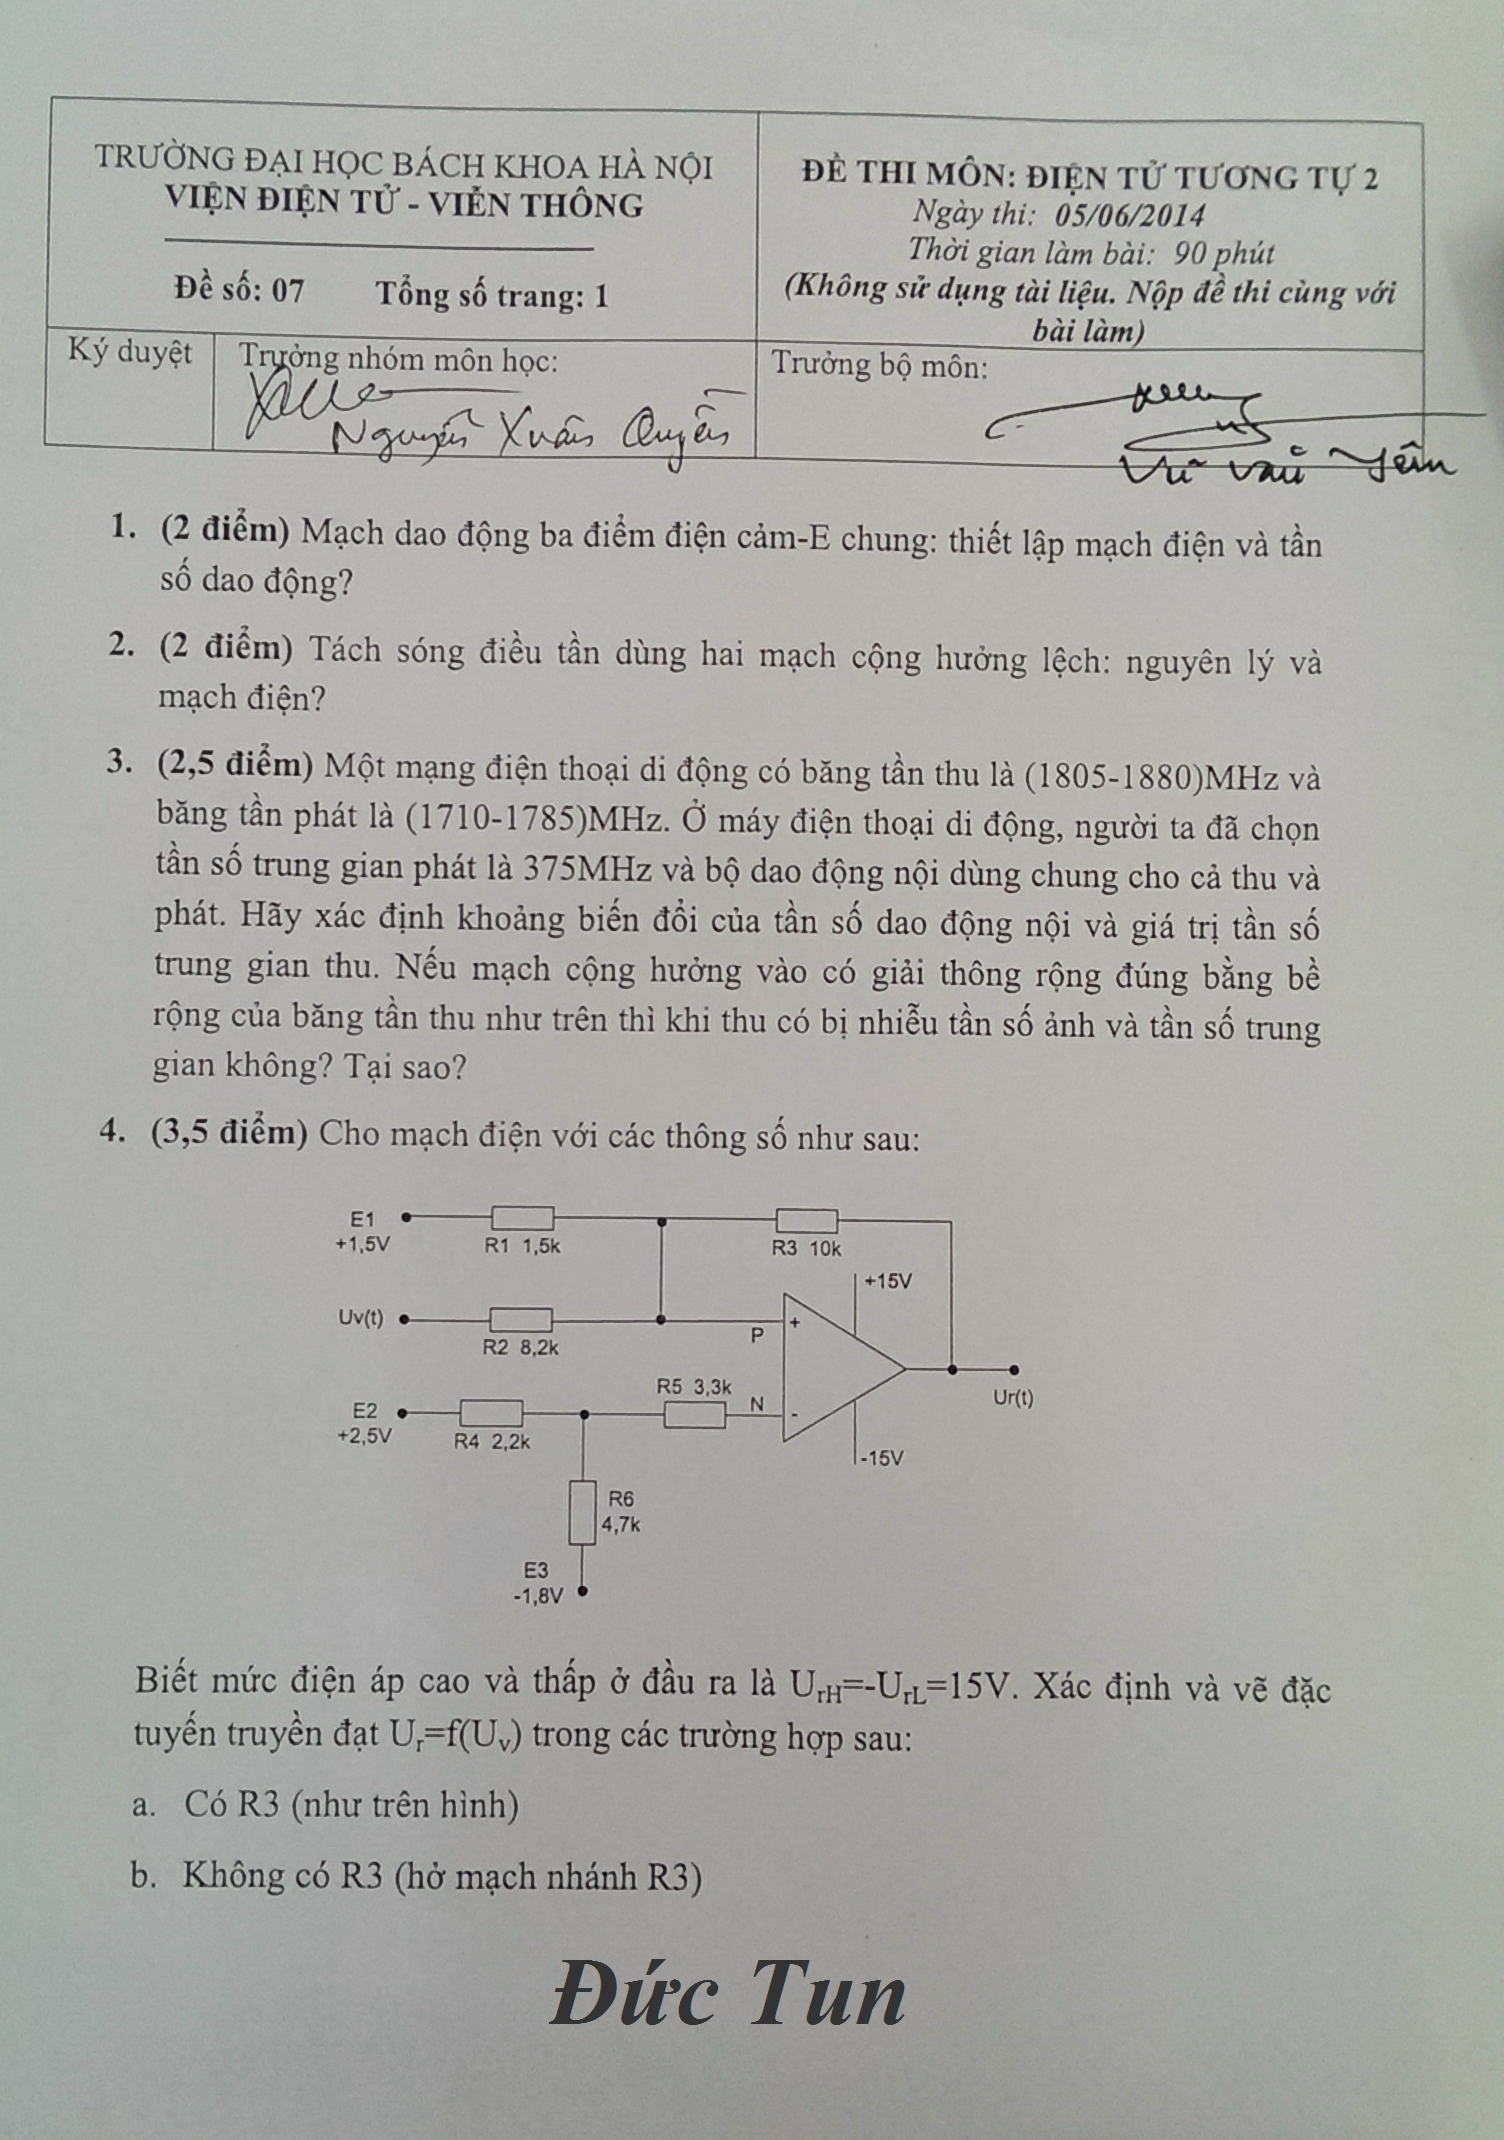 TRƯỜNG ĐẠI HỌC BÁCH KHOA HÀ NỘI
VIỆN ĐIỆN TỬ - VIỄN THÔNG
Đề số: 07 Tổng số trang: 1
ĐỀ THI MÔN: ĐIỆN TỬ TƯƠNG TỰ 2
Ngày thi: 05/06/2014
Thời gian làm bài: 90 phút
(Không sử dụng tài liệu. Nộp đề thi cùng với
bài làm)
Ký duyệt
Trưởng nhóm môn học:
Nguyễn Xuân Quyền
Trưởng bộ môn:
Vũ Văn Yêm
1. (2 điểm) Mạch dao động ba điểm điện cảm-E chung: thiết lập mạch điện và tần
số dao động?
2. (2 điểm) Tách sóng điều tần dùng hai mạch cộng hưởng lệch: nguyên lý và
mạch điện?
3. (2,5 điểm) Một mạng điện thoại di động có băng tần thu là (1805-1880)MHz và
băng tần phát là (1710-1785)MHz. Ở máy điện thoại di động, người ta đã chọn
tần số trung gian phát là 375MHz và bộ dao động nội dùng chung cho cả thu và
phát. Hãy xác định khoảng biến đổi của tần số dao động nội và giá trị tần số
trung gian thu. Nếu mạch cộng hưởng vào có giải thông rộng đúng bằng bề
rộng của băng tần thu như trên thì khi thu có bị nhiễu tần số ảnh và tần số trung
gian không? Tại sao?
4. (3,5 điểm) Cho mạch điện với các thông số như sau:
E1
+1,5V
R1 1,5k
R3 10k
+15V
Uv(t)
R2 8,2k
P
+
R5 3,3k
N
-
Ur(t)
E2
+2,5V
R4 2,2k
-15V
R6
4,7k
E3
-1,8V
Biết mức điện áp cao và thấp ở đầu ra là UrH=-UrL=15V. Xác định và vẽ đặc
tuyến truyền đạt Ur=f(Uv) trong các trường hợp sau:
a. Có R3 (như trên hình)
b. Không có R3 (hở mạch nhánh R3)
Đức Tun